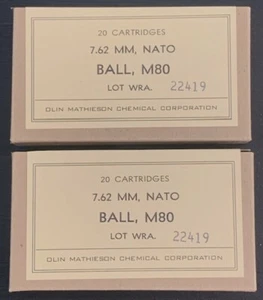 20 CARTRIDGES
7.62 MM, NATO
BALL, M80
LOT WRA. 22419
OLIN MATHIESON CHEMICAL CORPORATION
20 CARTRIDGES
7.62 MM, NATO
BALL, M80
LOT WRA. 22419
OLIN MATHIESON CHEMICAL CORPORATION